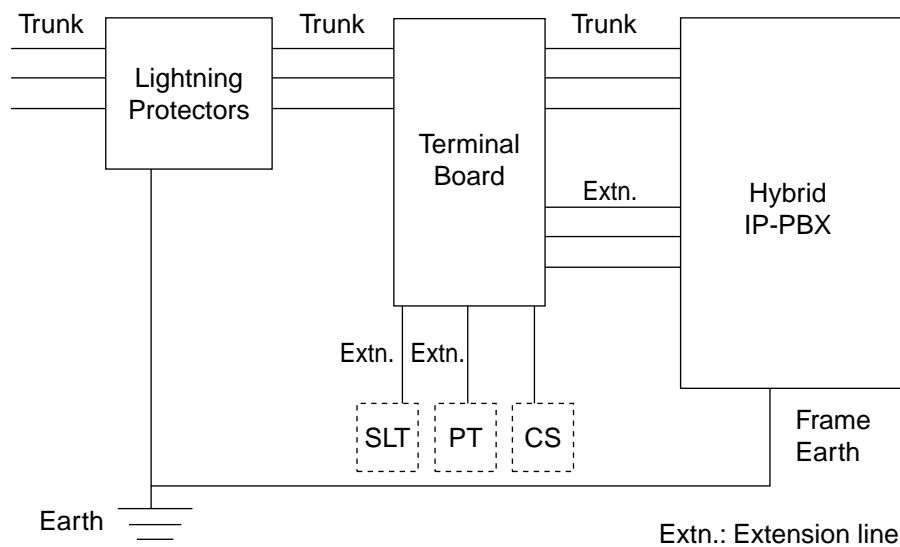 Trunk
Trunk
Trunk
Lightning
Protectors
Terminal
Board
Extn.
Hybrid
IP-PBX
Extn.
Extn.
SLT
PT
CS
Frame
Earth
Earth
Extn.: Extension line